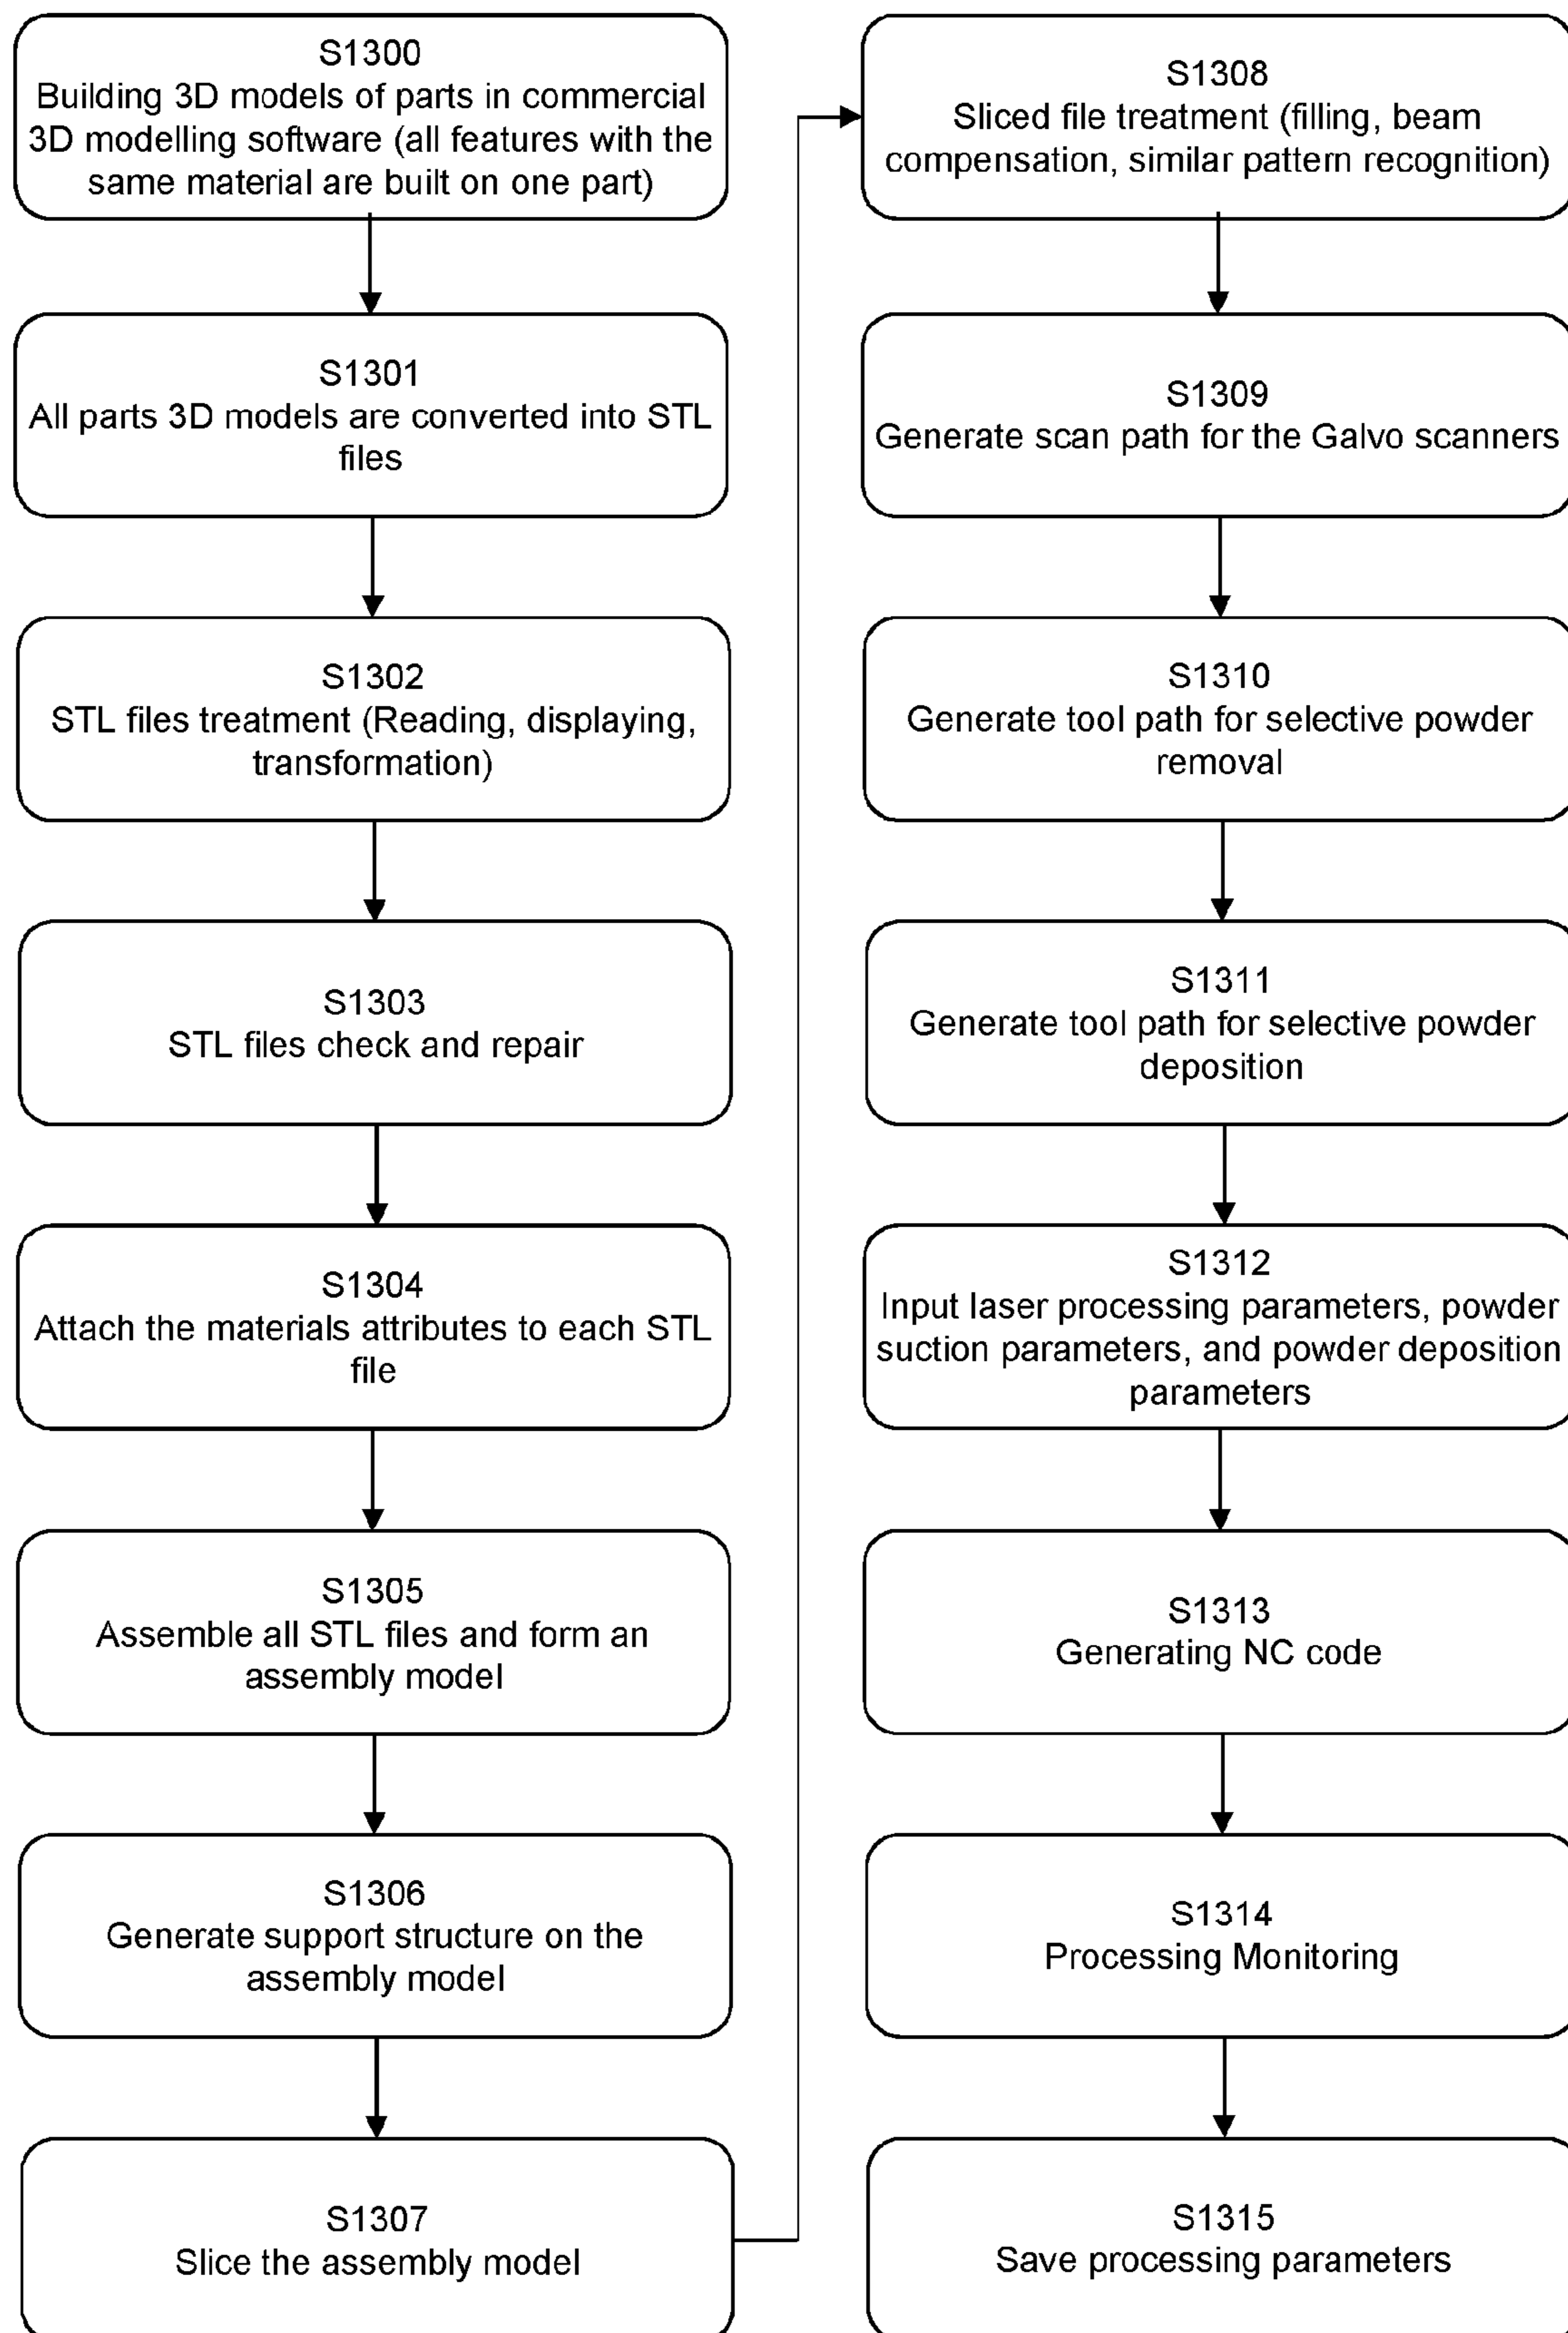 S1300
Building 3D models of parts in commercial
3D modelling software (all features with the
same material are built on one part)
S1301
All parts 3D models are converted into STL
files
S1302
STL files treatment (Reading, displaying,
transformation)
S1303
STL files check and repair
S1304
Attach the materials attributes to each STL
file
S1305
Assemble all STL files and form an
assembly model
S1306
Generate support structure on the
assembly model
S1307
Slice the assembly model
S1308
Sliced file treatment (filling, beam
compensation, similar pattern recognition)
S1309
Generate scan path for the Galvo scanners
S1310
Generate tool path for selective powder
removal
S1311
Generate tool path for selective powder
deposition
S1312
Input laser processing parameters, powder
suction parameters, and powder deposition
parameters
S1313
Generating NC code
S1314
Processing Monitoring
S1315
Save processing parameters